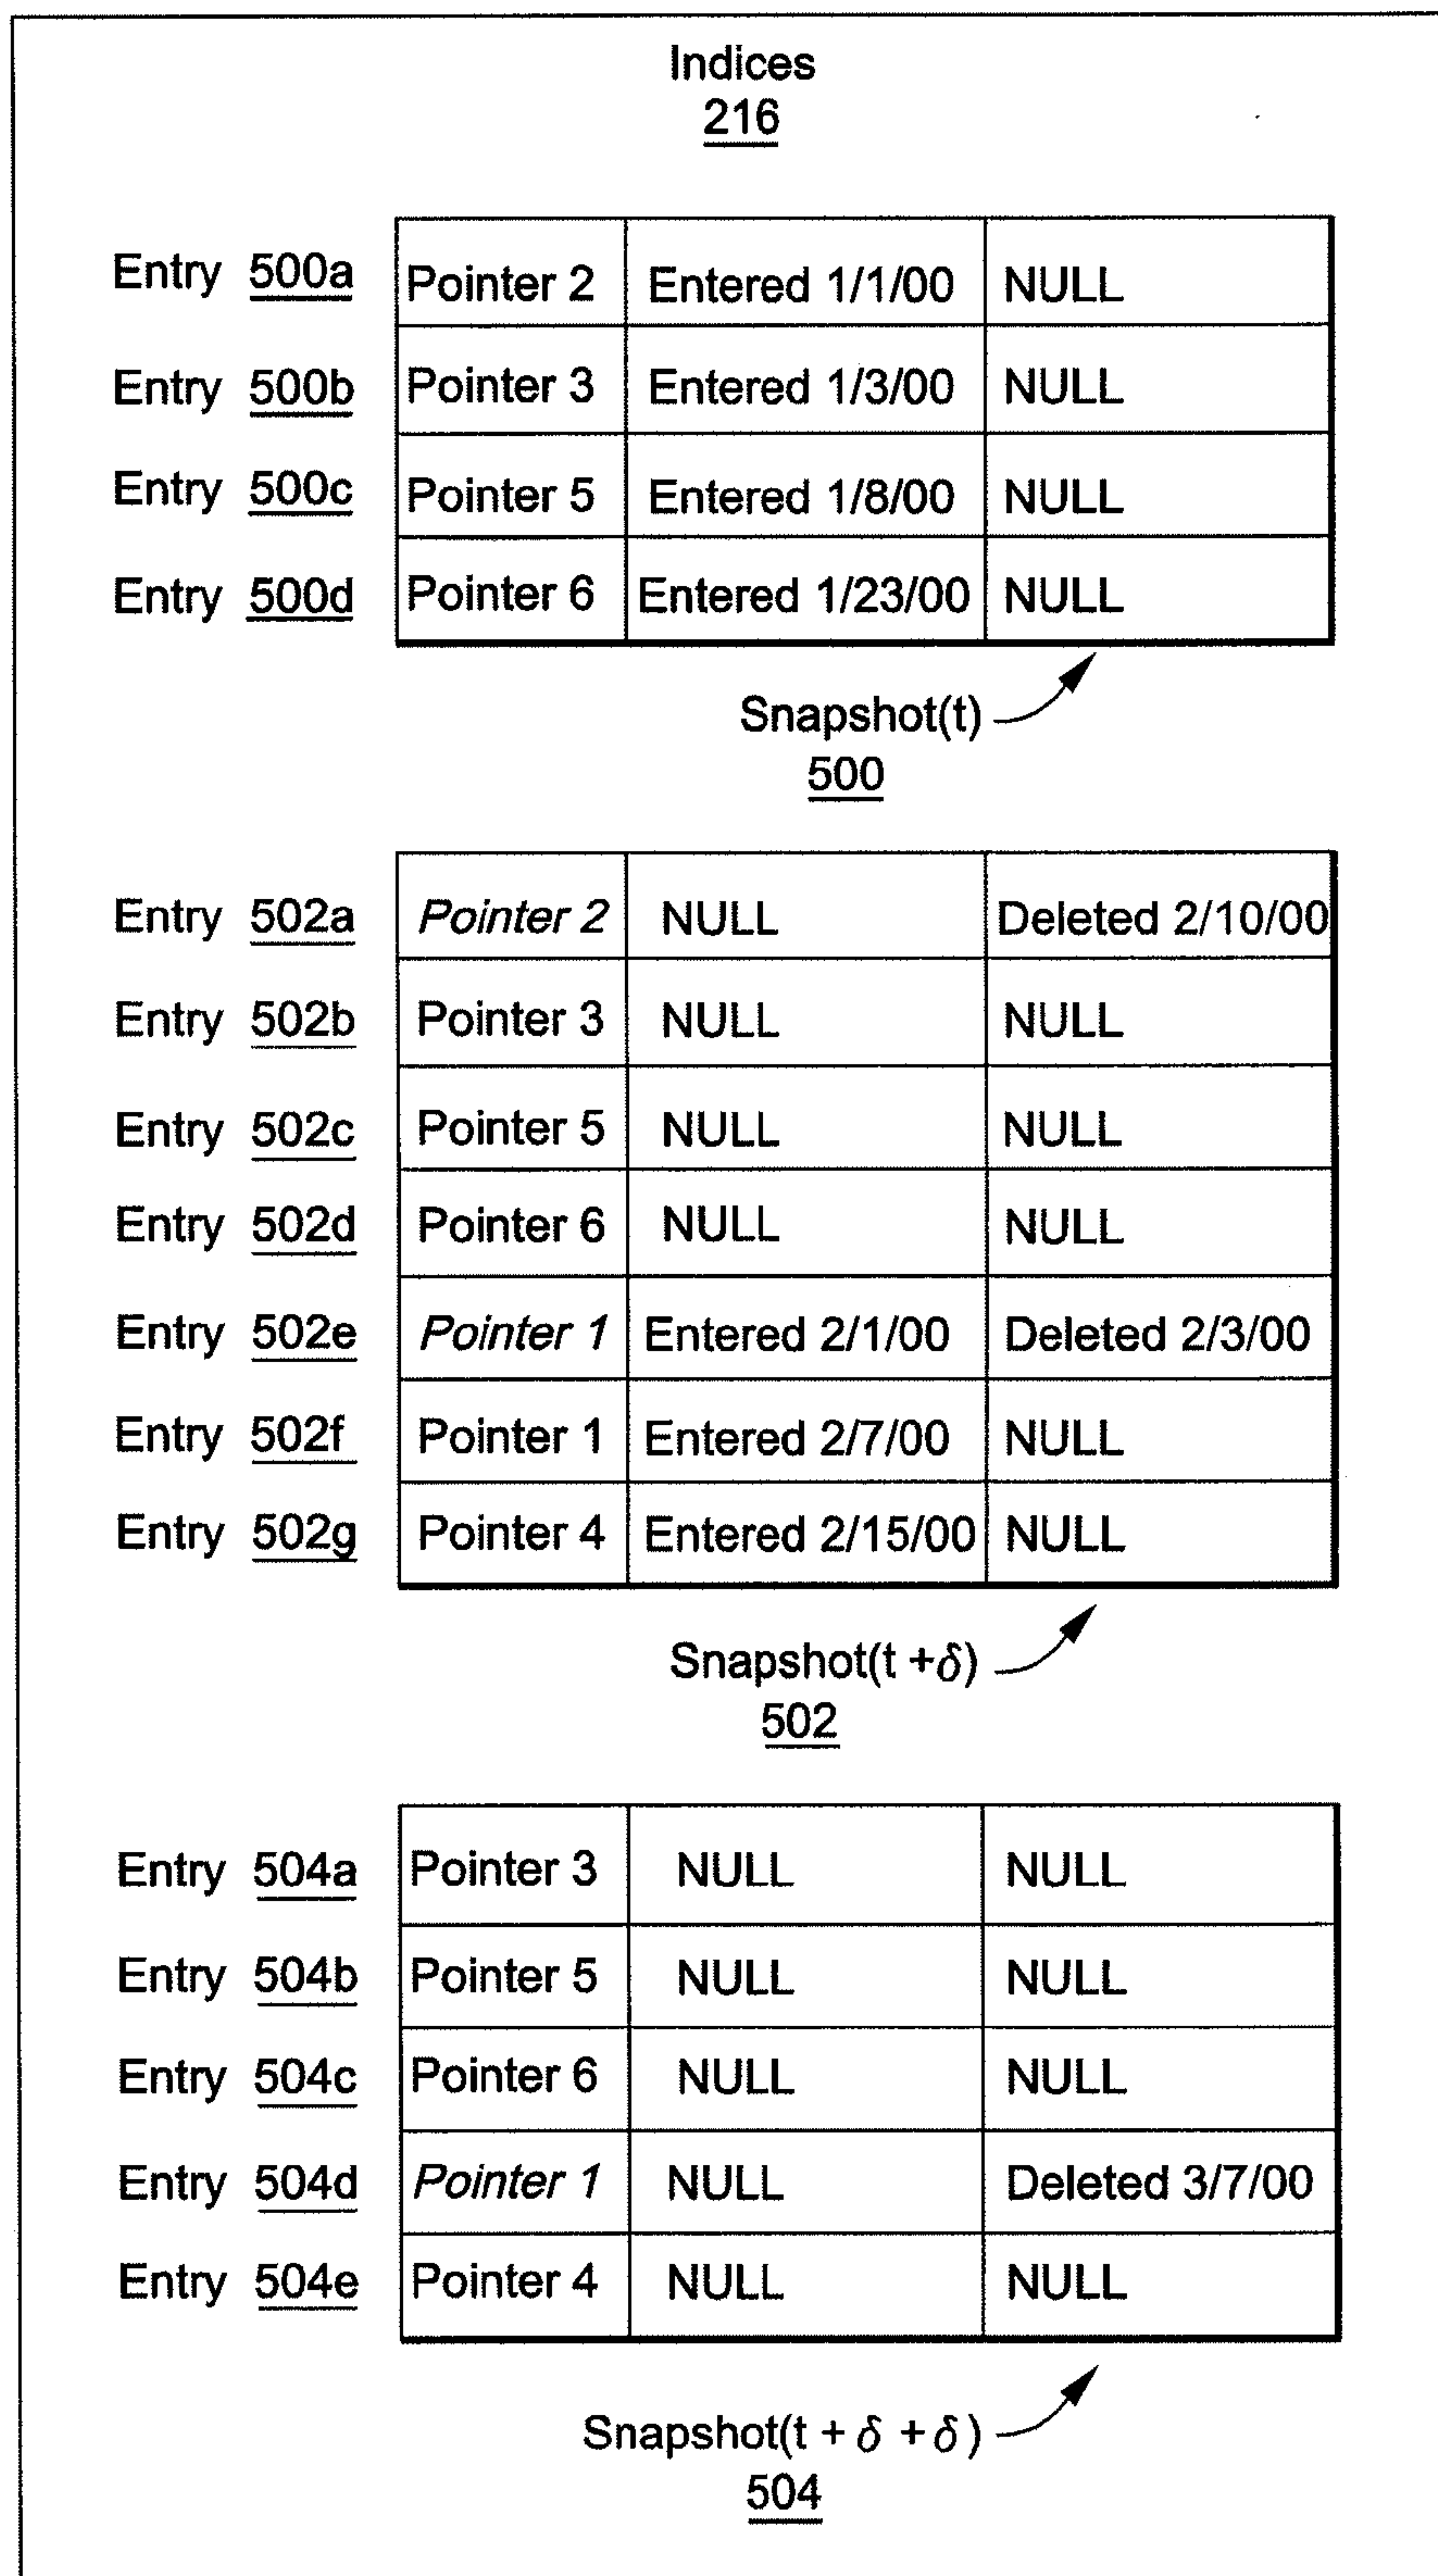 Indices
216
Entry 500a Pointer 2 Entered 1/1/00 NULL
Entry 500b Pointer 3 Entered 1/3/00 NULL
Entry 500c Pointer 5 Entered 1/8/00 NULL
Entry 500d Pointer 6 Entered 1/23/00 NULL
Snapshot(t)
500
Entry 502a Pointer 2 NULL Deleted 2/10/00
Entry 502b Pointer 3 NULL NULL
Entry 502c Pointer 5 NULL NULL
Entry 502d Pointer 6 NULL NULL
Entry 502e Pointer 1 Entered 2/1/00 Deleted 2/3/00
Entry 502f Pointer 1 Entered 2/7/00 NULL
Entry 502g Pointer 4 Entered 2/15/00 NULL
Snapshot(t +δ)
502
Entry 504a Pointer 3 NULL NULL
Entry 504b Pointer 5 NULL NULL
Entry 504c Pointer 6 NULL NULL
Entry 504d Pointer 1 NULL Deleted 3/7/00
Entry 504e Pointer 4 NULL NULL
Snapshot(t + δ + δ)
504